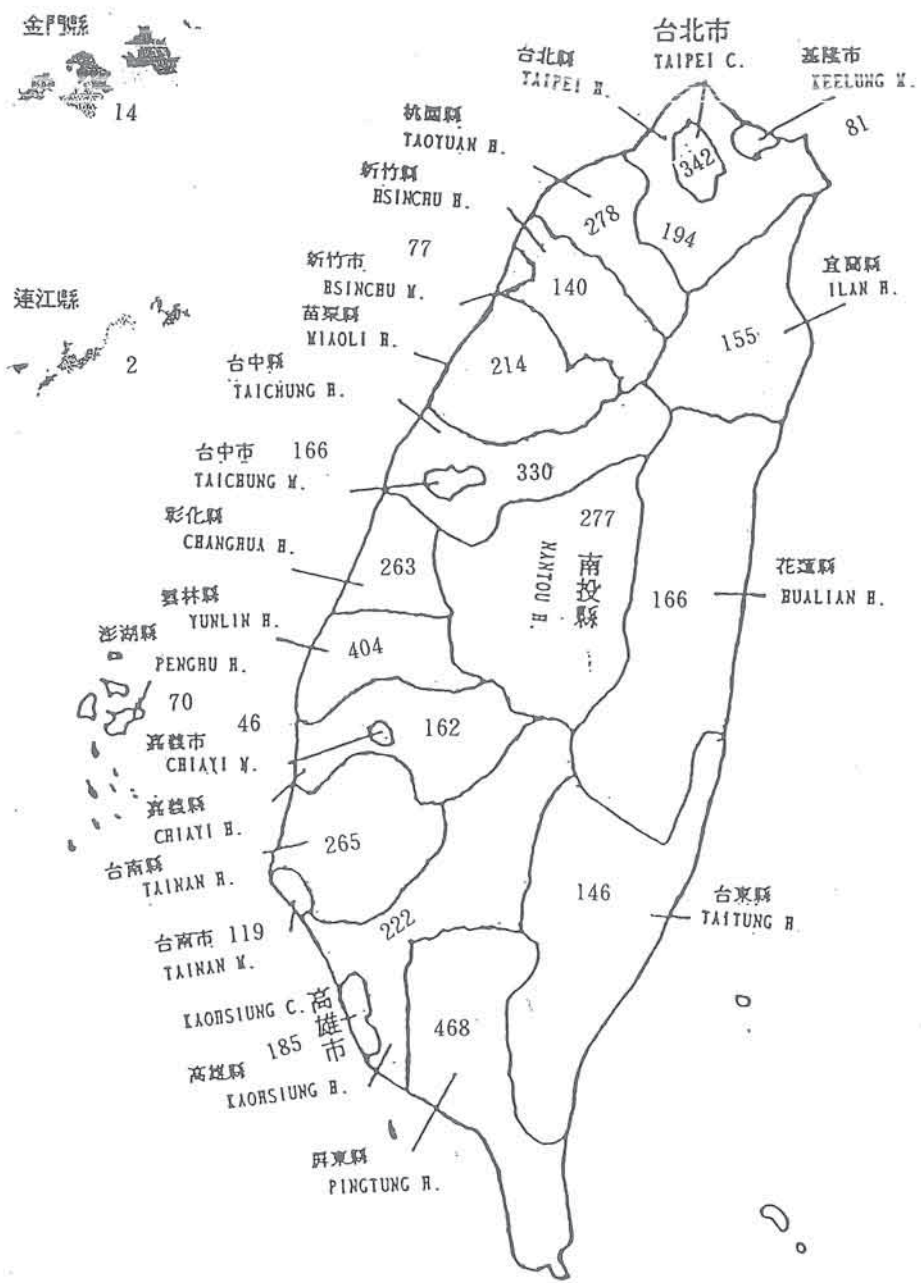 金門縣
14
台北市
TAIPEI C.
台北縣
TAIPEI H.
基隆市
KEELUNG M.
81
桃園縣
TAOYUAN H.
342
新竹縣
HSINCHU H.
278
194
77
新竹市
HSINCHU M.
140
宜蘭縣
ILAN H.
155
連江縣
2
苗栗縣
MIAOLI H.
214
台中縣
TAICHUNG H.
台中市 166
TAICHUNG M.
330
彰化縣
CHANGHUA H.
263
277
南投縣
NANTOU H.
花蓮縣
HUALIAN H.
166
雲林縣
YUNLIN H.
404
澎湖縣
PENGHU H.
70
46
嘉義市
CHIAYI M.
162
嘉義縣
CHIAYI H.
265
台南縣
TAINAN H.
146
台東縣
TAITUNG H
222
台南市 119
TAINAN M.
KAOHSIUNG C.
高雄市
185
468
高雄縣
KAOHSIUNG H.
屏東縣
PINGTUNG H.